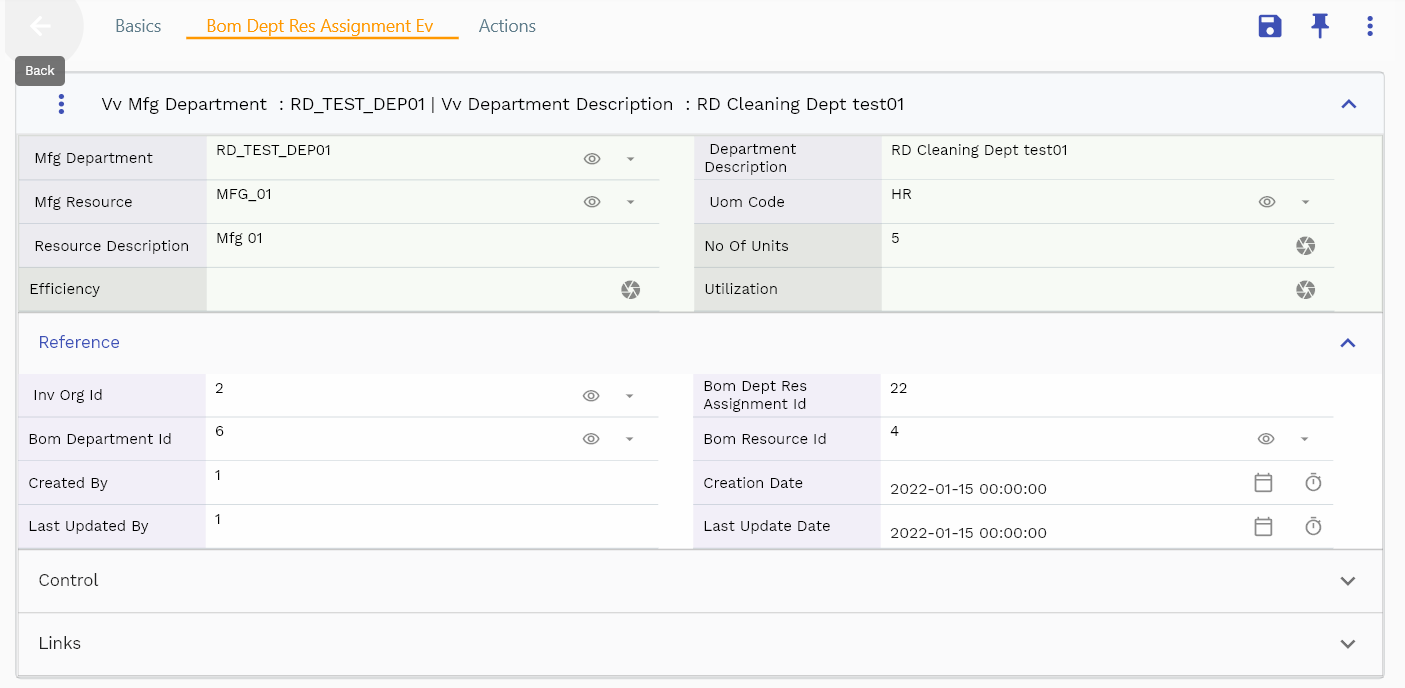 Basics
Bom Dept Res Assignment Ev
Actions
Back
Vv Mfg Department : RD_TEST_DEP01 | Vv Department Description : RD Cleaning Dept test01
Mfg Department
RD_TEST_DEP01
Department
Description
RD Cleaning Dept test01
Mfg Resource
MFG_01
Uom Code
HR
Resource Description
Mfg 01
No Of Units
5
Efficiency
Utilization
Reference
Inv Org Id
2
Bom Dept Res
Assignment Id
22
Bom Department Id
6
Bom Resource Id
4
Created By
1
Creation Date
2022-01-15 00:00:00
Last Updated By
1
Last Update Date
2022-01-15 00:00:00
Control
Links